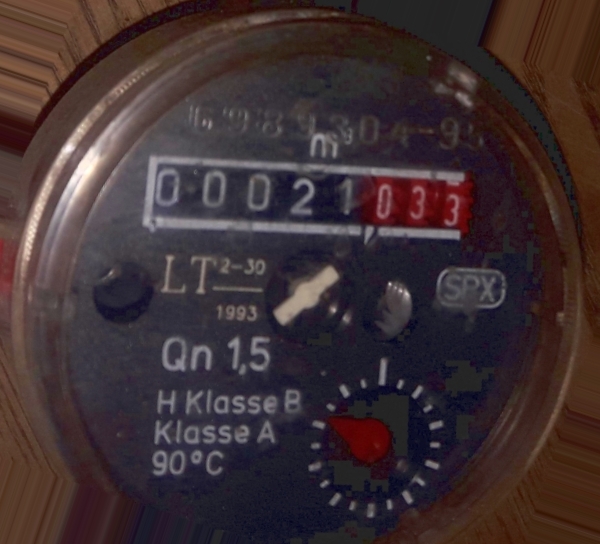 m³
00021033
LT 2-30
1993
SPX
Qn 1,5
H Klasse B
Klasse A
90°C